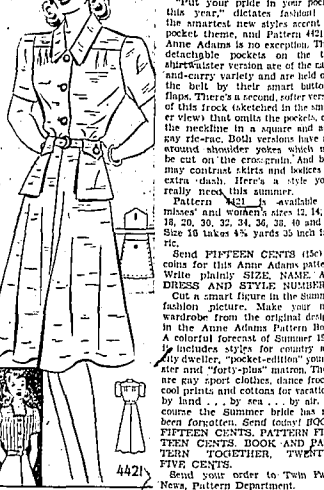 "Put your pride in your pock
this year," dictates fashion!
the smartest new styles accent
pocket theme, and Pattern 4421
Anne Adams is no exception. Th
detachable pockets on the t
shirtwaister version are of the ca
and-carry variety and are held o
the belt by their smart butto
flaps. There's a second, softer vers
of this frock (sketched in the sm
er view) that omits the pockets, c
the neckline in a square and a
gay ric-rac. Both versions have
around shoulder yokes which m
be cut on the crossgrain. And b
may contrast skirts and bodices
extra dash. Here's a style yo
really need this summer.
Pattern 4421 is available
misses' and women's sizes 12, 14,
18, 20, 30, 32, 34, 36, 38, 40 and
Size 16 takes 4⅜ yards 35 inch f
ric.
Send FIFTEEN CENTS (15c)
coins for this Anne Adams patte
Write plainly SIZE, NAME, A
DRESS AND STYLE NUMBER
Cut a smart figure in the Summ
fashion picture. Make your n
wardrobe from the original desig
in the Anne Adams Pattern Boo
A colorful forecast of Summer 19
includes styles for country a
city dweller, "pocket-edition" youn
ster and "forty-plus" matron. The
are gay sport clothes, dance froc
cool prints and cottons for vacatio
by land . . , by sea . . . by air.
course the Summer bride has n
been forgotten. Send today! BOO
FIFTEEN CENTS. PATTERN FI
TEEN CENTS. BOOK AND PA
TERN TOGETHER, TWENT
FIVE CENTS.
Send your order to Twin Fa
News, Pattern Department.
4421